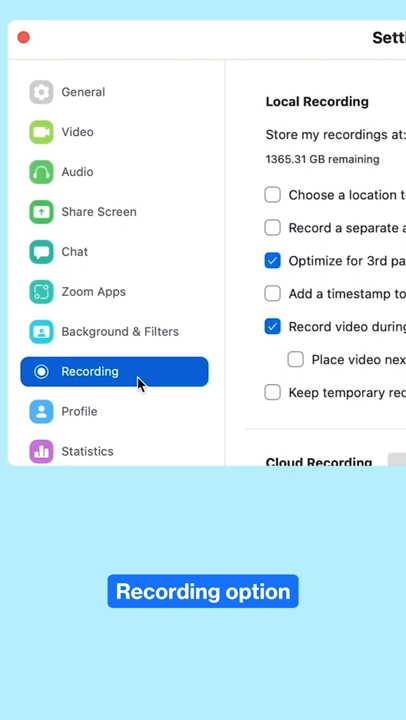 Setti
General
Video
Audio
Share Screen
Chat
Zoom Apps
Background & Filters
Recording
Profile
Statistics
Local Recording
Store my recordings at:
1365.31 GB remaining
Choose a location t
Record a separate a
Optimize for 3rd pa
Add a timestamp to
Record video during
Place video nex
Keep temporary rec
Cloud Recording
Recording option